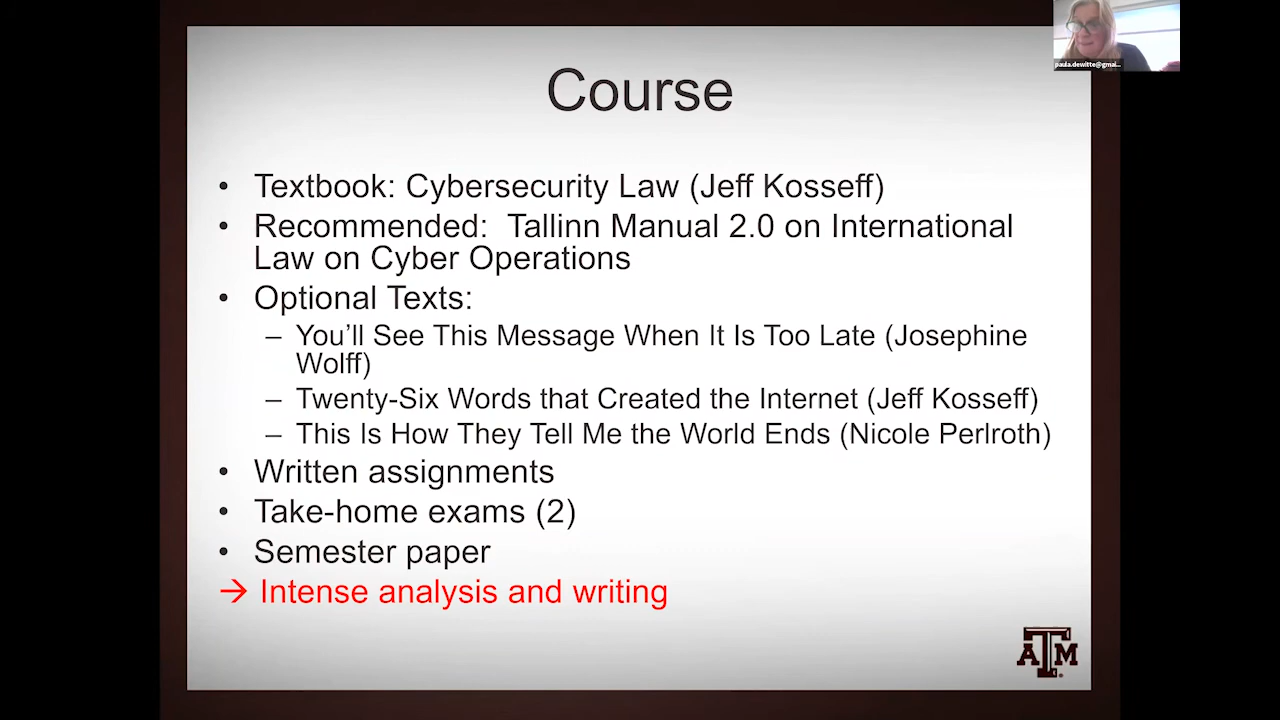 paula.dewitte@gmai...
Course
• Textbook: Cybersecurity Law (Jeff Kosseff)
• Recommended:  Tallinn Manual 2.0 on International
Law on Cyber Operations
• Optional Texts:
– You’ll See This Message When It Is Too Late (Josephine
Wolff)
– Twenty-Six Words that Created the Internet (Jeff Kosseff)
– This Is How They Tell Me the World Ends (Nicole Perlroth)
• Written assignments
• Take-home exams (2)
• Semester paper
→ Intense analysis and writing
ATM